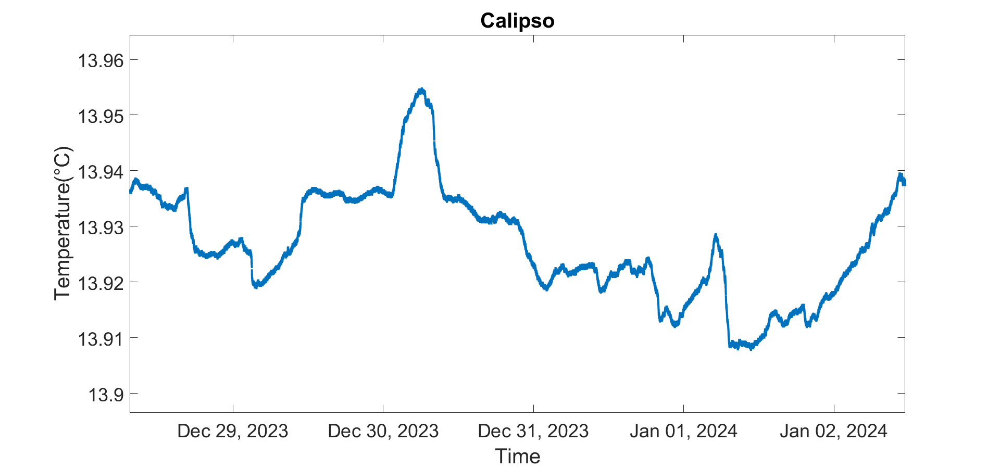 Calipso
13.96
13.95
13.94
13.93
13.92
13.91
13.9
Temperature(°C)
Dec 29, 2023
Dec 30, 2023
Dec 31, 2023
Jan 01, 2024
Jan 02, 2024
Time